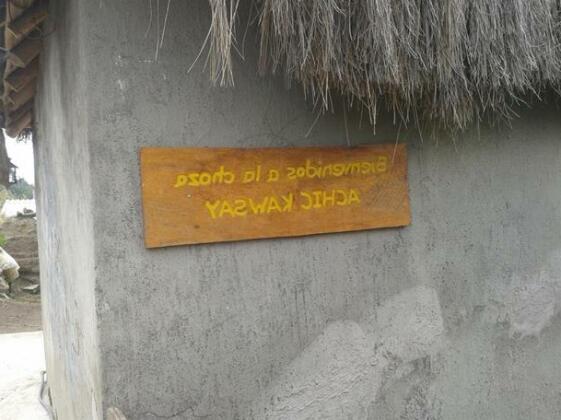 Bienvenidos a la choza
ACHIC KAWSAY